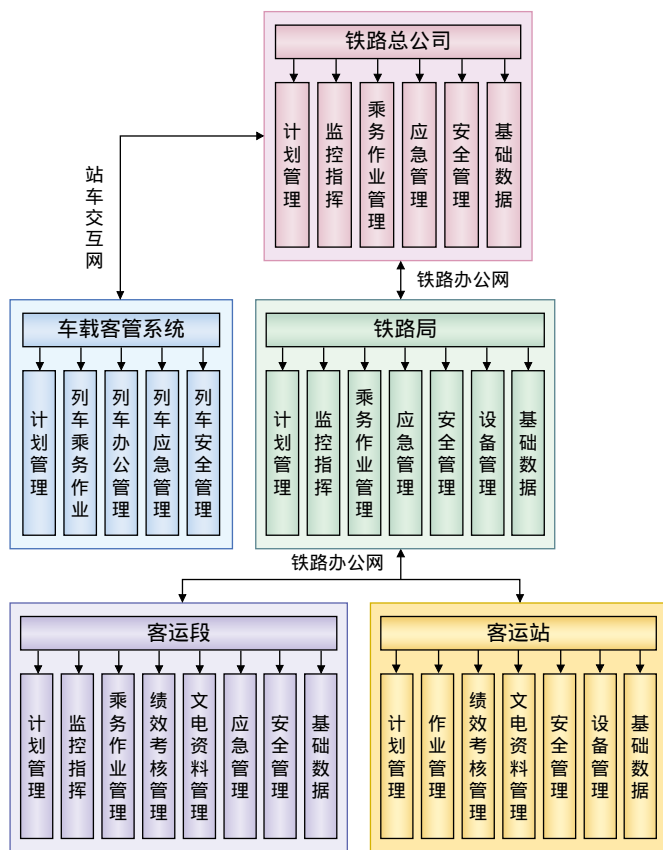 铁路总公司
计划管理
监控指挥
乘务作业管理
应急管理
安全管理
基础数据
站车交互网
铁路办公网
车载客管系统
计划管理
列车乘务作业
列车办公管理
列车应急管理
列车安全管理
铁路局
计划管理
监控指挥
乘务作业管理
应急管理
安全管理
设备管理
基础数据
铁路办公网
客运段
计划管理
监控指挥
乘务作业管理
绩效考核管理
文电资料管理
应急管理
安全管理
基础数据
客运站
计划管理
作业管理
绩效考核管理
文电资料管理
安全管理
设备管理
基础数据